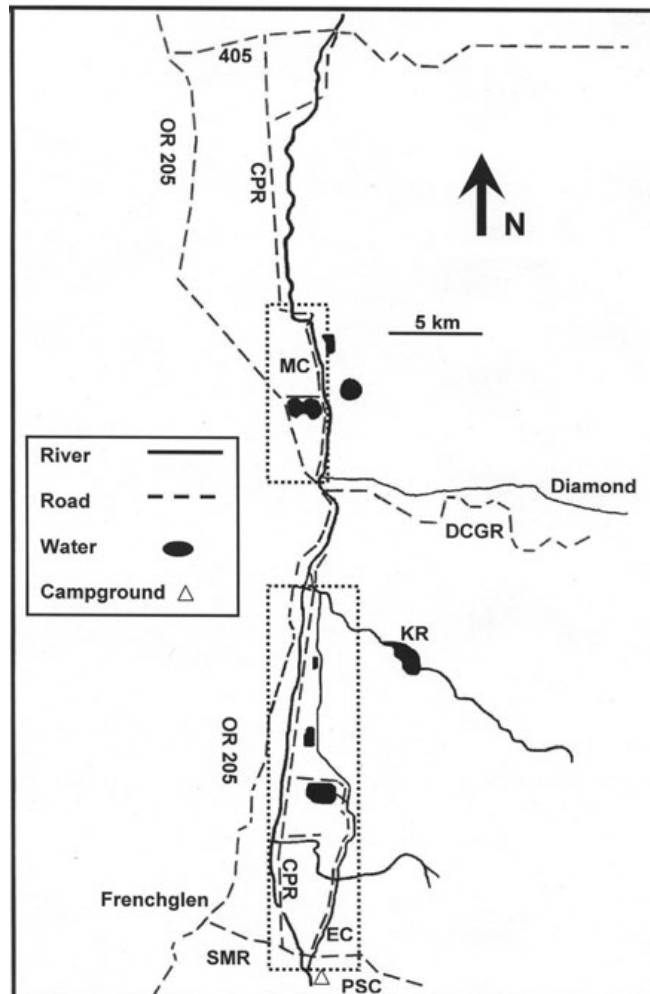 405
OR 205
CPR
N
5 km
MC
River
Road
Water
Campground
Diamond
DCGR
KR
OR 205
CPR
Frenchglen
EC
SMR
PSC